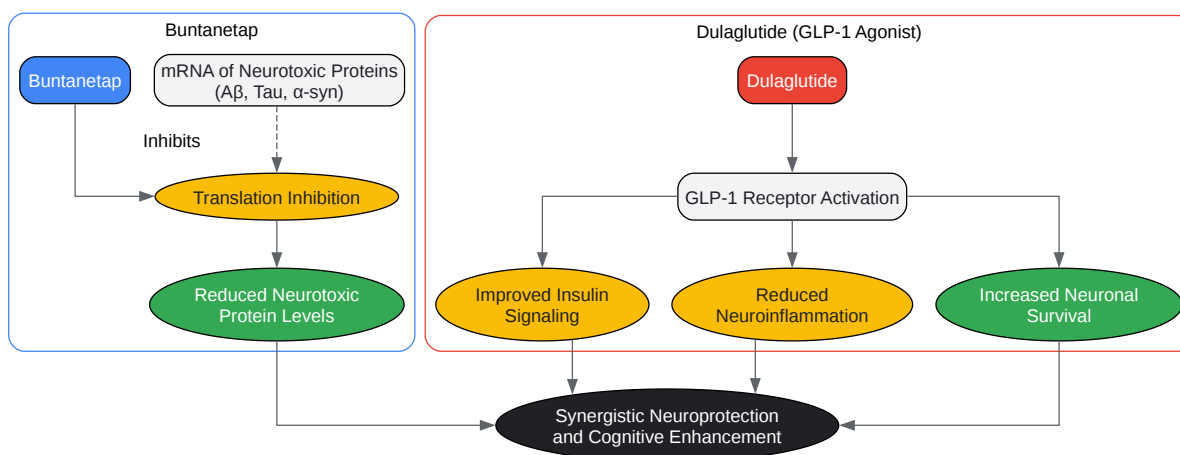 Buntanetap
Dulaglutide (GLP-1 Agonist)
Buntanetap
mRNA of Neurotoxic Proteins
(Aβ, Tau, α-syn)
Dulaglutide
Inhibits
Translation Inhibition
GLP-1 Receptor Activation
Reduced Neurotoxic
Protein Levels
Improved Insulin
Signaling
Reduced
Neuroinflammation
Increased Neuronal
Survival
Synergistic Neuroprotection
and Cognitive Enhancement